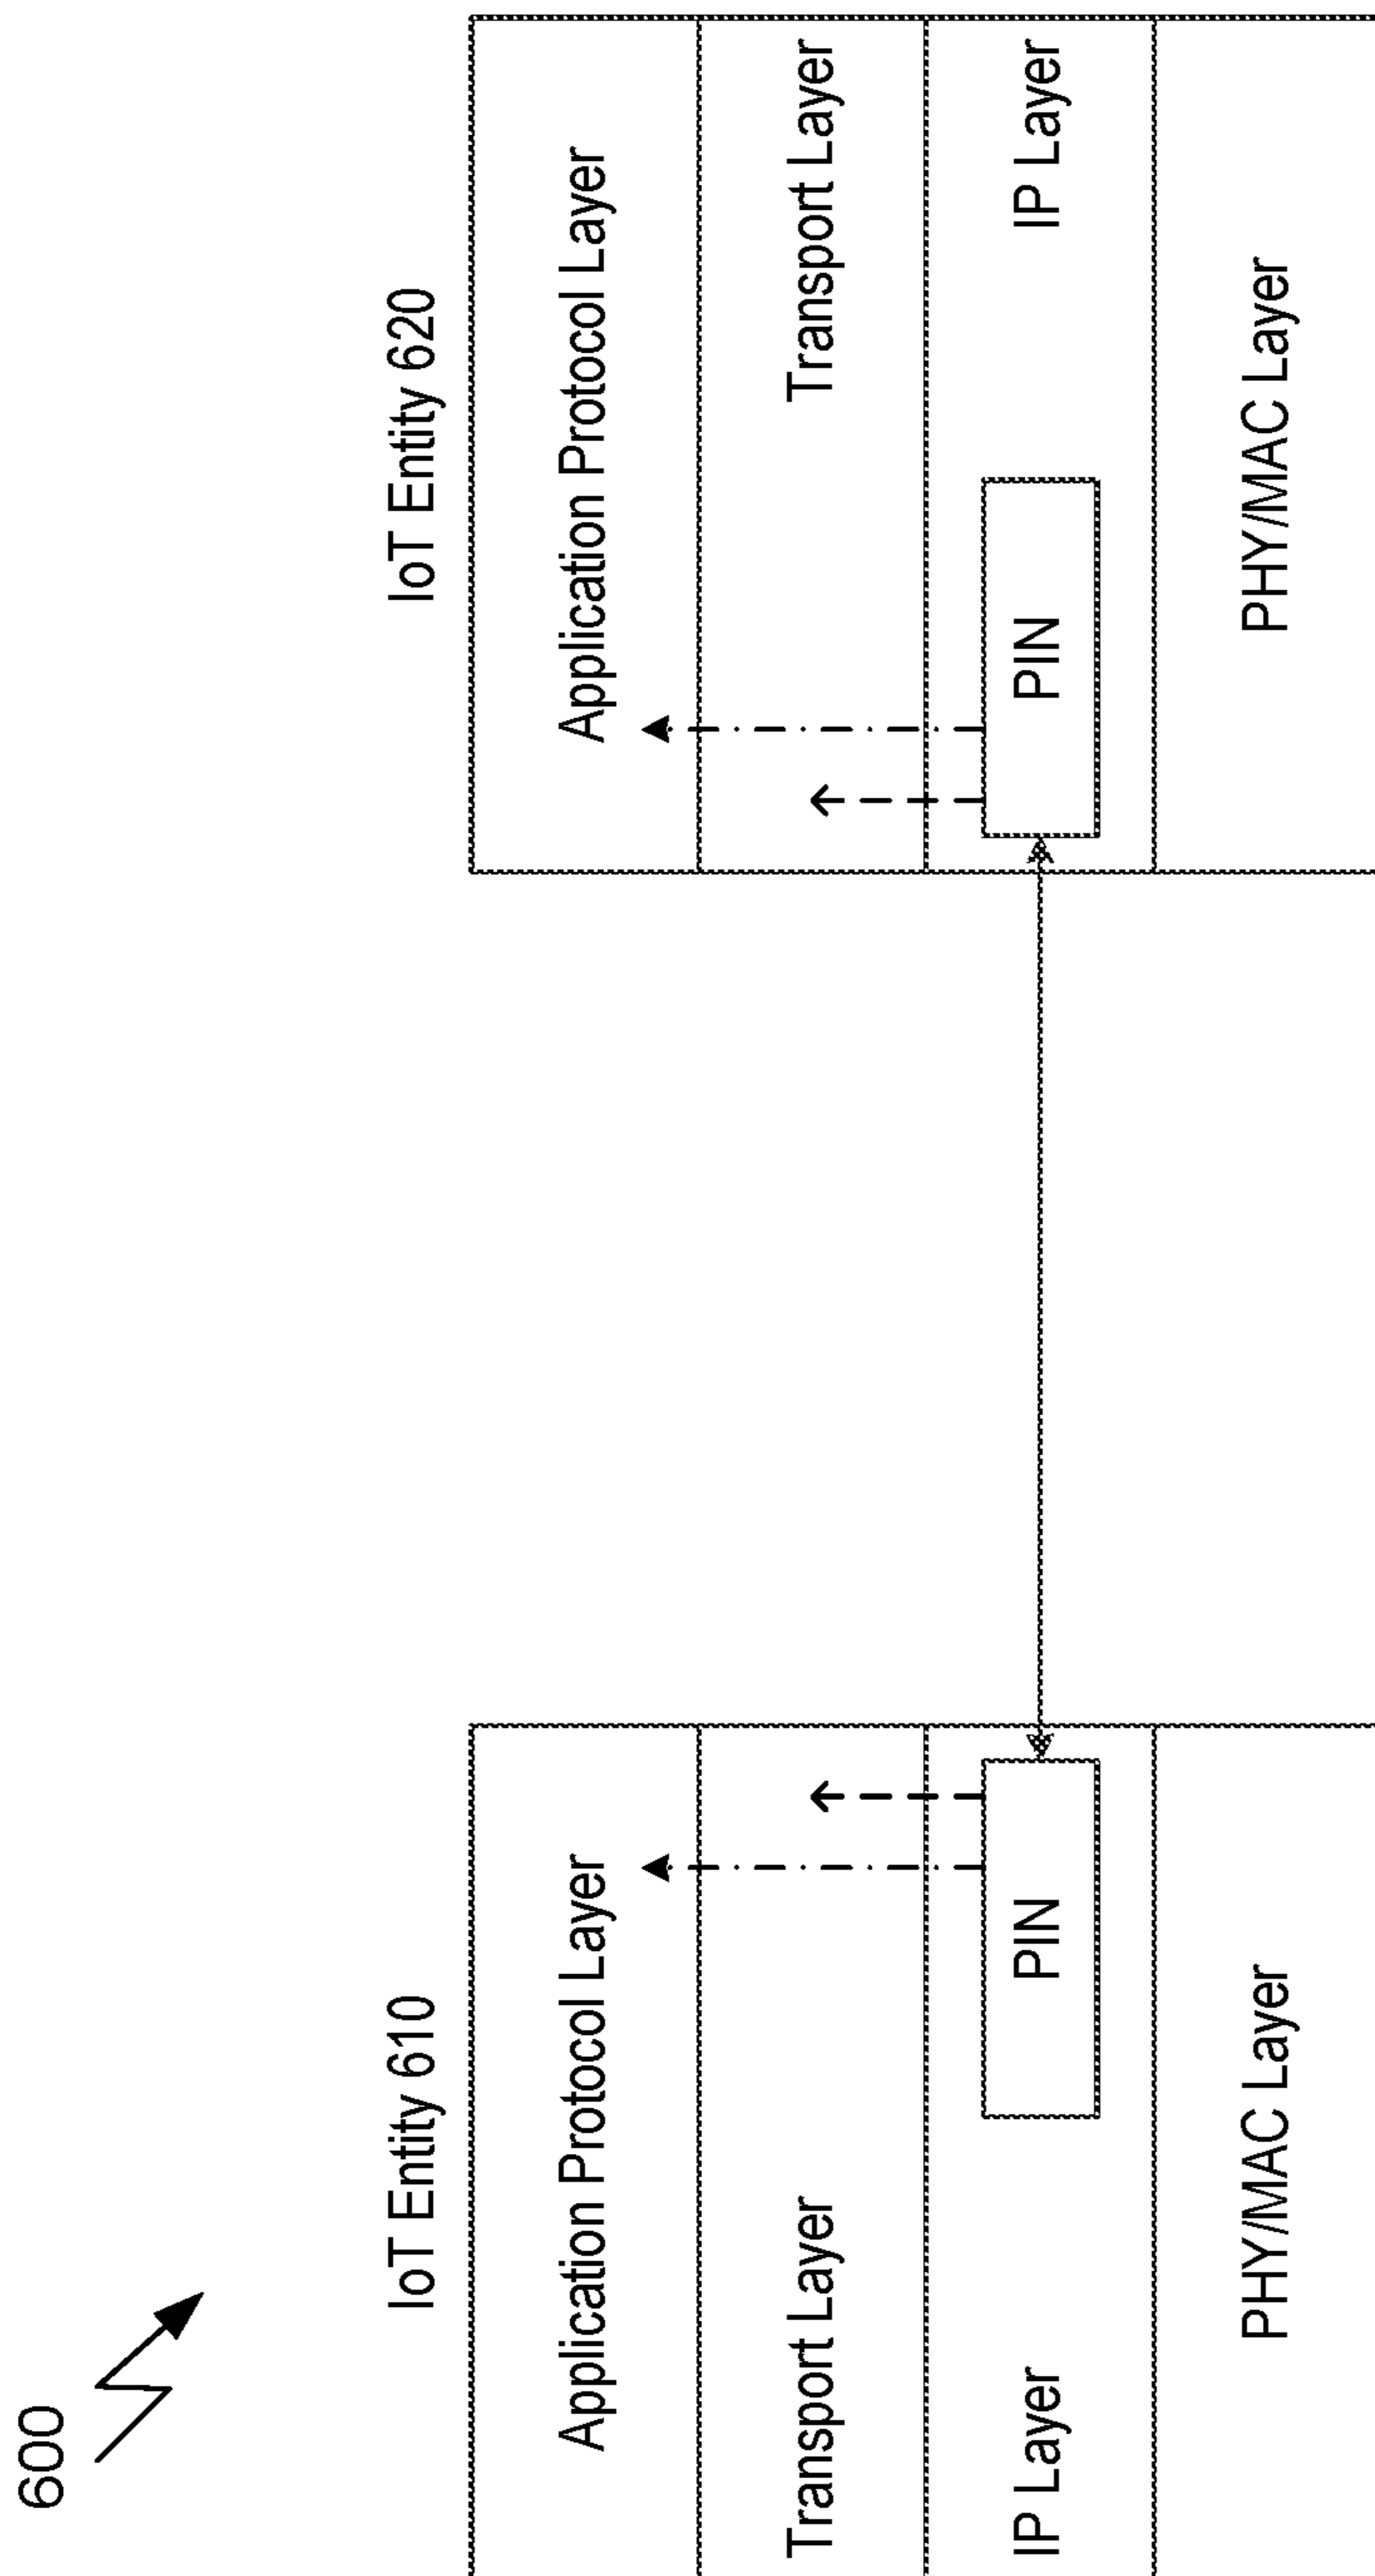 600
IoT Entity 610
IoT Entity 620
Application Protocol Layer
Application Protocol Layer
Transport Layer
Transport Layer
IP Layer
PIN
PIN
IP Layer
PHY/MAC Layer
PHY/MAC Layer